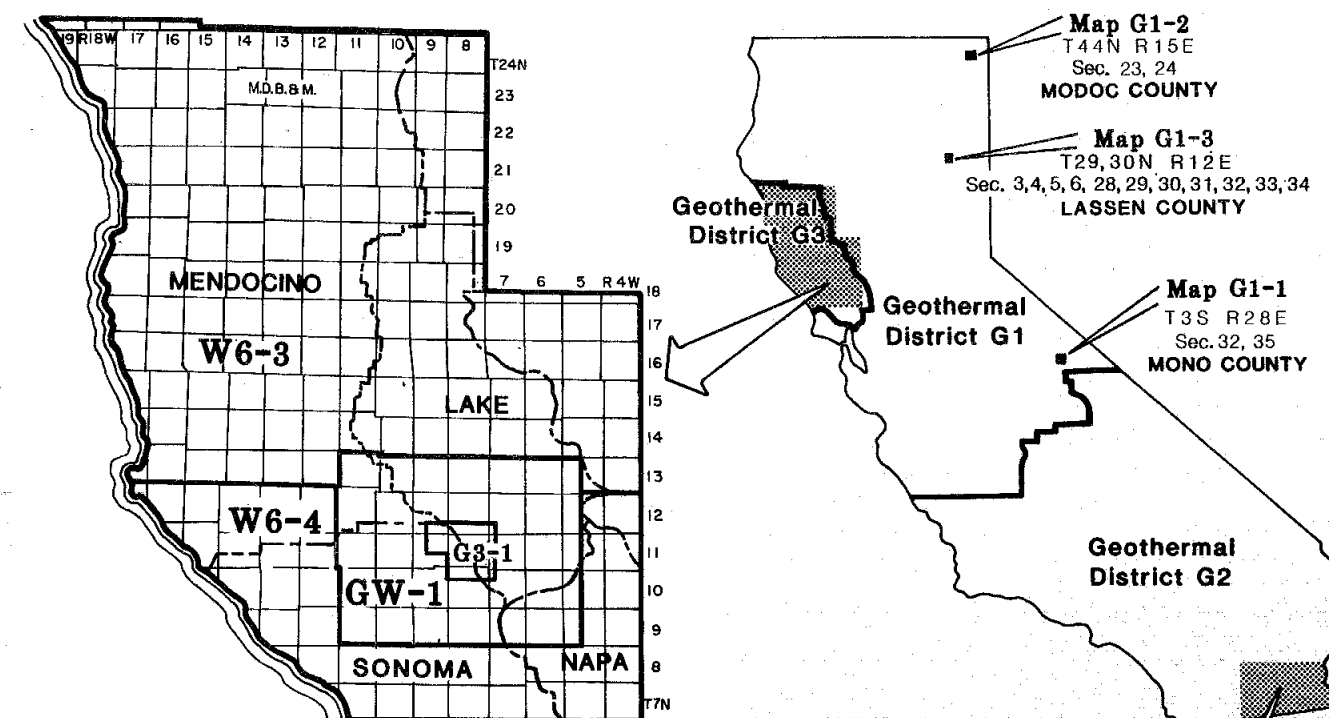 19 R18W 17 16 15 14 13 12 11 10 9 8
T24N
M.D.B.& M.
23
22
21
20
19
7 6 5 R4W
18
MENDOCINO
17
W6-3
16
LAKE
15
14
13
W6-4
12
G3-1
11
GW-1
10
9
SONOMA
NAPA
8
T7N
Map G1-2
T44N R15E
Sec. 23, 24
MODOC COUNTY
Map G1-3
T29,30N R12E
Sec. 3,4,5,6, 28, 29, 30, 31, 32, 33, 34
LASSEN COUNTY
Geothermal
District G3
Geothermal
District G1
Map G1-1
T3S R28E
Sec. 32, 35
MONO COUNTY
Geothermal
District G2